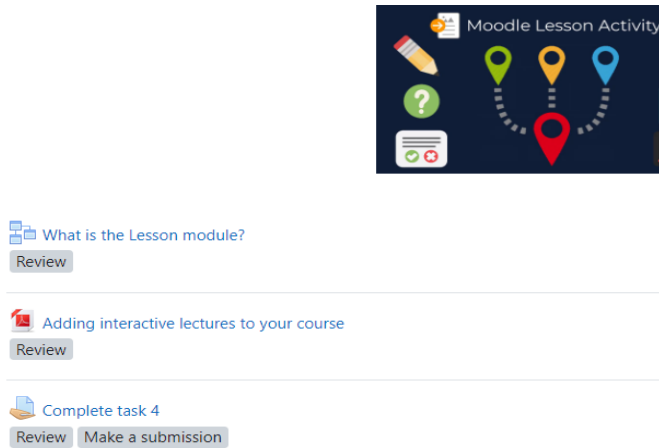 Moodle Lesson Activity
?
What is the Lesson module?
Review
Adding interactive lectures to your course
Review
Complete task 4
Review Make a submission